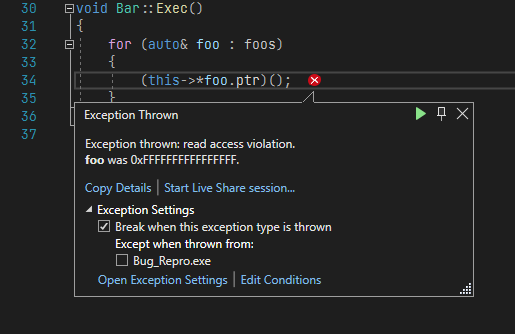 30 void Bar::Exec()
31 {
32 for (auto& foo : foos)
33 {
34 (this->*foo.ptr)();
35 }
36
37
Exception Thrown
Exception thrown: read access violation.
foo was 0xFFFFFFFFFFFFFFFF.
Copy Details | Start Live Share session...
Exception Settings
Break when this exception type is thrown
Except when thrown from:
Bug_Repro.exe
Open Exception Settings | Edit Conditions